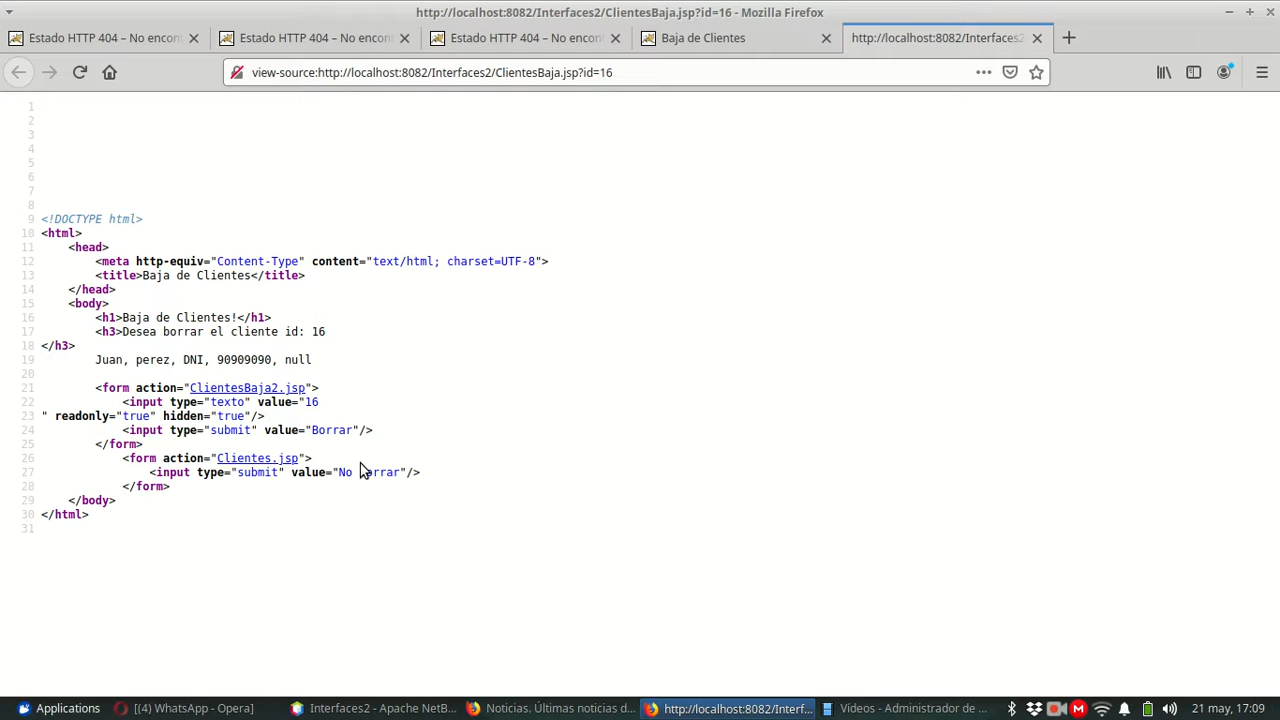 http://localhost:8082/Interfaces2/ClientesBaja.jsp?id=16 - Mozilla Firefox
Estado HTTP 404 – No encont
Estado HTTP 404 – No encont
Estado HTTP 404 – No encont
Baja de Clientes
http://localhost:8082/Interfaces2
view-source:http://localhost:8082/Interfaces2/ClientesBaja.jsp?id=16
1
2
3
4
5
6
7
8
9 <!DOCTYPE html>
10 <html>
11 <head>
12 <meta http-equiv="Content-Type" content="text/html; charset=UTF-8">
13 <title>Baja de Clientes</title>
14 </head>
15 <body>
16 <h1>Baja de Clientes!</h1>
17 <h3>Desea borrar el cliente id: 16
18 </h3>
19 Juan, perez, DNI, 90909090, null
20
21 <form action="ClientesBaja2.jsp">
22 <input type="texto" value="16
23 " readonly="true" hidden="true"/>
24 <input type="submit" value="Borrar"/>
25 </form>
26 <form action="Clientes.jsp">
27 <input type="submit" value="No Borrar"/>
28 </form>
29 </body>
30 </html>
31
Applications
[(4) WhatsApp - Opera]
Interfaces2 - Apache NetB...
Noticias. Últimas noticias d...
http://localhost:8082/Interf...
Vídeos - Administrador de ...
21 may, 17:09